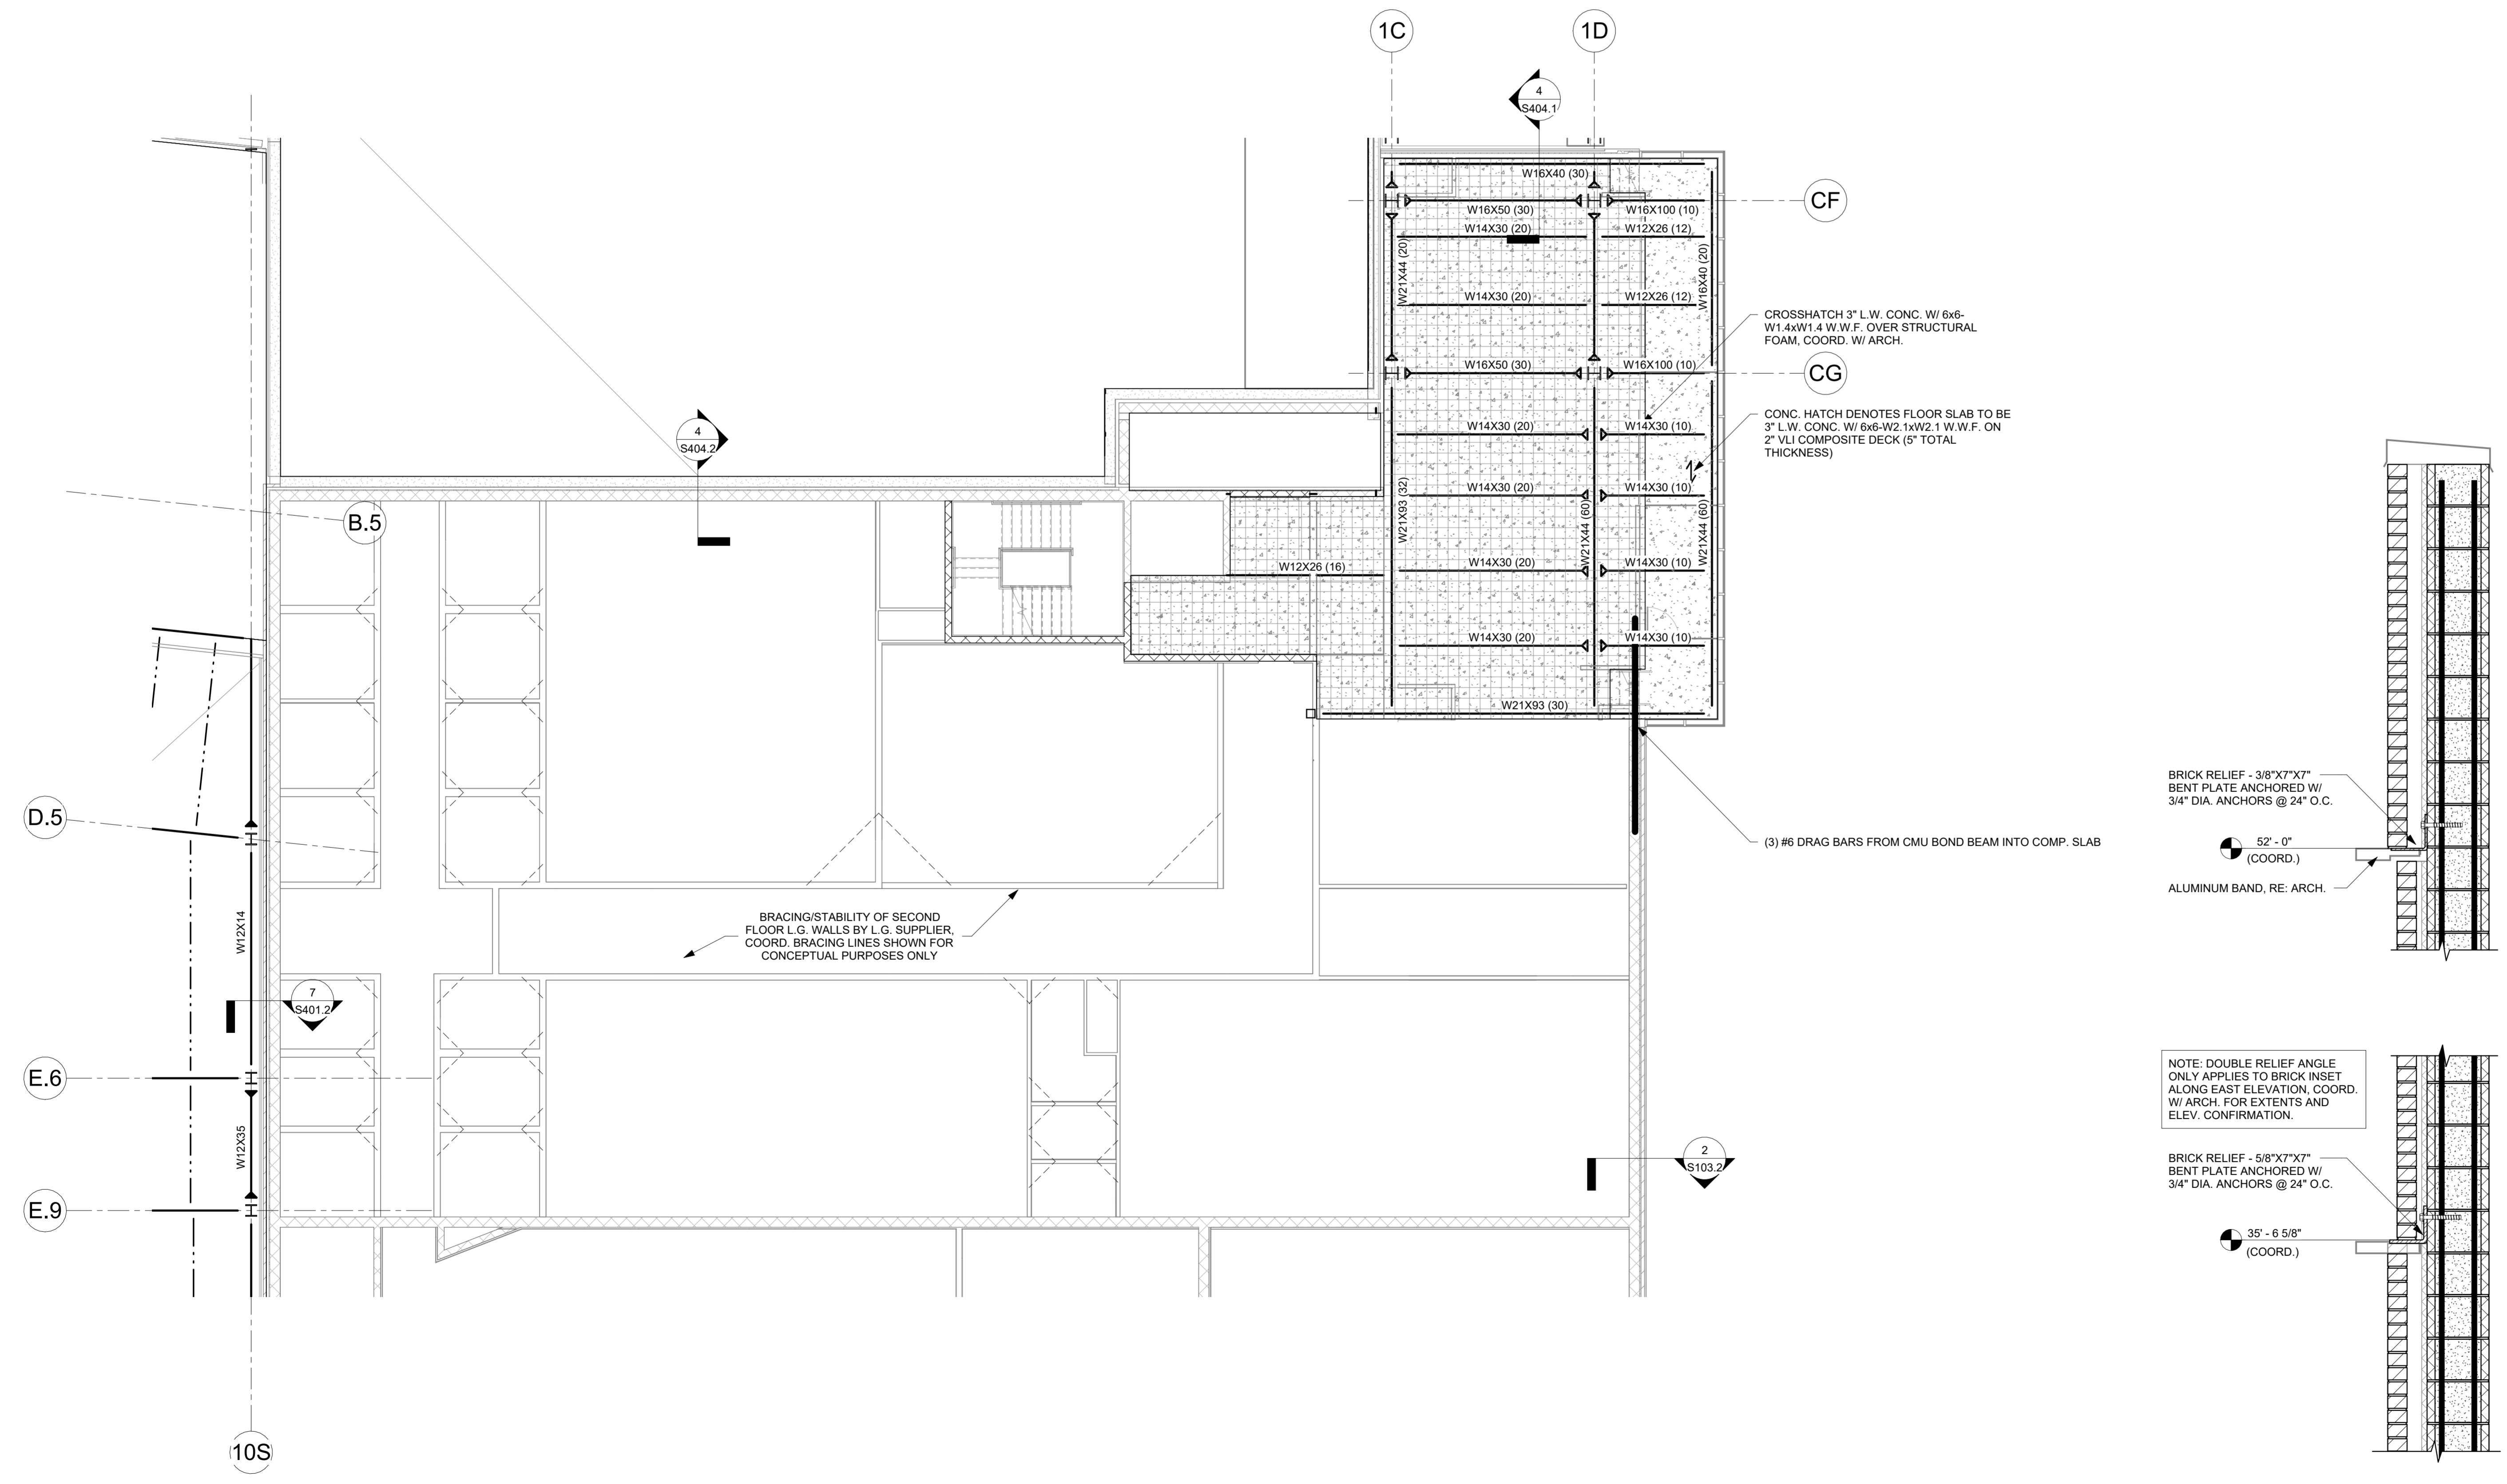 1C
1D
4
S404.1
W16X40 (30)
CF
W16X50 (30)
W16X100 (10)
W14X30 (20)
W12X26 (12)
W21X44 (20)
W16X40 (20)
W14X30 (20)
W12X26 (12)
CROSSHATCH 3" L.W. CONC. W/ 6x6-
W1.4xW1.4 W.W.F. OVER STRUCTURAL
FOAM, COORD. W/ ARCH.
W16X50 (30)
W16X100 (10)
CG
4
S404.2
W14X30 (20)
W14X30 (10)
CONC. HATCH DENOTES FLOOR SLAB TO BE
3" L.W. CONC. W/ 6x6-W2.1xW2.1 W.W.F. ON
2" VLI COMPOSITE DECK (5" TOTAL
THICKNESS)
B.5
W14X30 (20)
W14X30 (10)
W21X93 (32)
W21X44 (60)
W21X44 (60)
W12X26 (16)
W14X30 (20)
W14X30 (10)
W14X30 (20)
W14X30 (10)
W21X93 (30)
D.5
(3) #6 DRAG BARS FROM CMU BOND BEAM INTO COMP. SLAB
BRACING/STABILITY OF SECOND
FLOOR L.G. WALLS BY L.G. SUPPLIER,
COORD. BRACING LINES SHOWN FOR
CONCEPTUAL PURPOSES ONLY
W12X14
7
S401.2
E.6
W12X35
E.9
2
S103.2
10S
BRICK RELIEF - 3/8"X7"X7"
BENT PLATE ANCHORED W/
3/4" DIA. ANCHORS @ 24" O.C.
52' - 0"
(COORD.)
ALUMINUM BAND, RE: ARCH.
NOTE: DOUBLE RELIEF ANGLE
ONLY APPLIES TO BRICK INSET
ALONG EAST ELEVATION, COORD.
W/ ARCH. FOR EXTENTS AND
ELEV. CONFIRMATION.
BRICK RELIEF - 5/8"X7"X7"
BENT PLATE ANCHORED W/
3/4" DIA. ANCHORS @ 24" O.C.
35' - 6 5/8"
(COORD.)